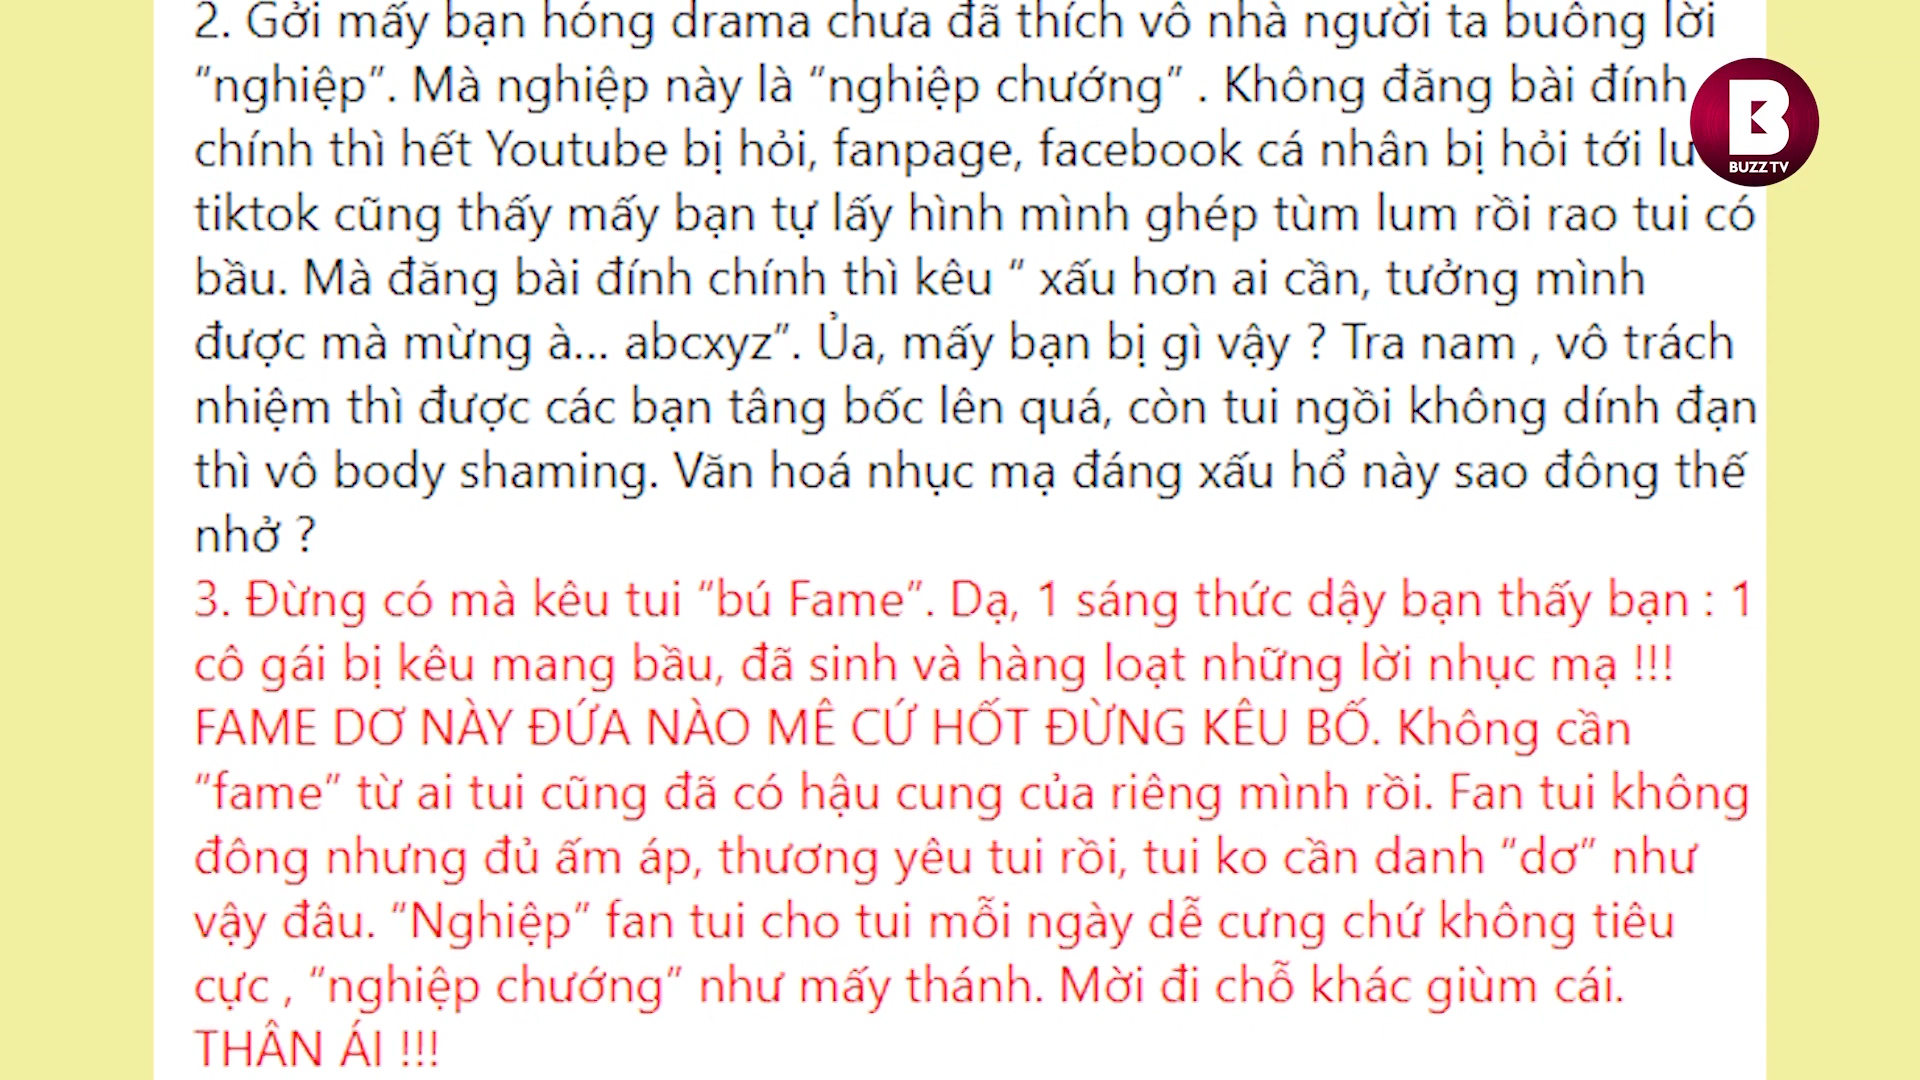 2. Gởi mấy bạn hóng drama chưa đã thích vô nhà người ta buông lời
“nghiệp”. Mà nghiệp này là “nghiệp chướng” . Không đăng bài đính
chính thì hết Youtube bị hỏi, fanpage, facebook cá nhân bị hỏi tới
tiktok cũng thấy mấy bạn tự lấy hình mình ghép tùm lum rồi rao tui có
bầu. Mà đăng bài đính chính thì kêu “ xấu hơn ai cần, tưởng mình
được mà mừng à... abcxyz”. Ủa, mấy bạn bị gì vậy ? Tra nam , vô trách
nhiệm thì được các bạn tâng bốc lên quá, còn tui ngồi không dính đạn
thì vô body shaming. Văn hoá nhục mạ đáng xấu hổ này sao đông thế
nhở ?
3. Đừng có mà kêu tui “bú Fame”. Dạ, 1 sáng thức dậy bạn thấy bạn : 1
cô gái bị kêu mang bầu, đã sinh và hàng loạt những lời nhục mạ !!!
FAME DƠ NÀY ĐỨA NÀO MÊ CỨ HỐT ĐỪNG KÊU BỐ. Không cần
“fame” từ ai tui cũng đã có hậu cung của riêng mình rồi. Fan tui không
đông nhưng đủ ấm áp, thương yêu tui rồi, tui ko cần danh “dơ” như
vậy đâu. “Nghiệp” fan tui cho tui mỗi ngày dễ cưng chứ không tiêu
cực , “nghiệp chướng” như mấy thánh. Mời đi chỗ khác giùm cái.
THÂN ÁI !!!
B
BUZZ TV